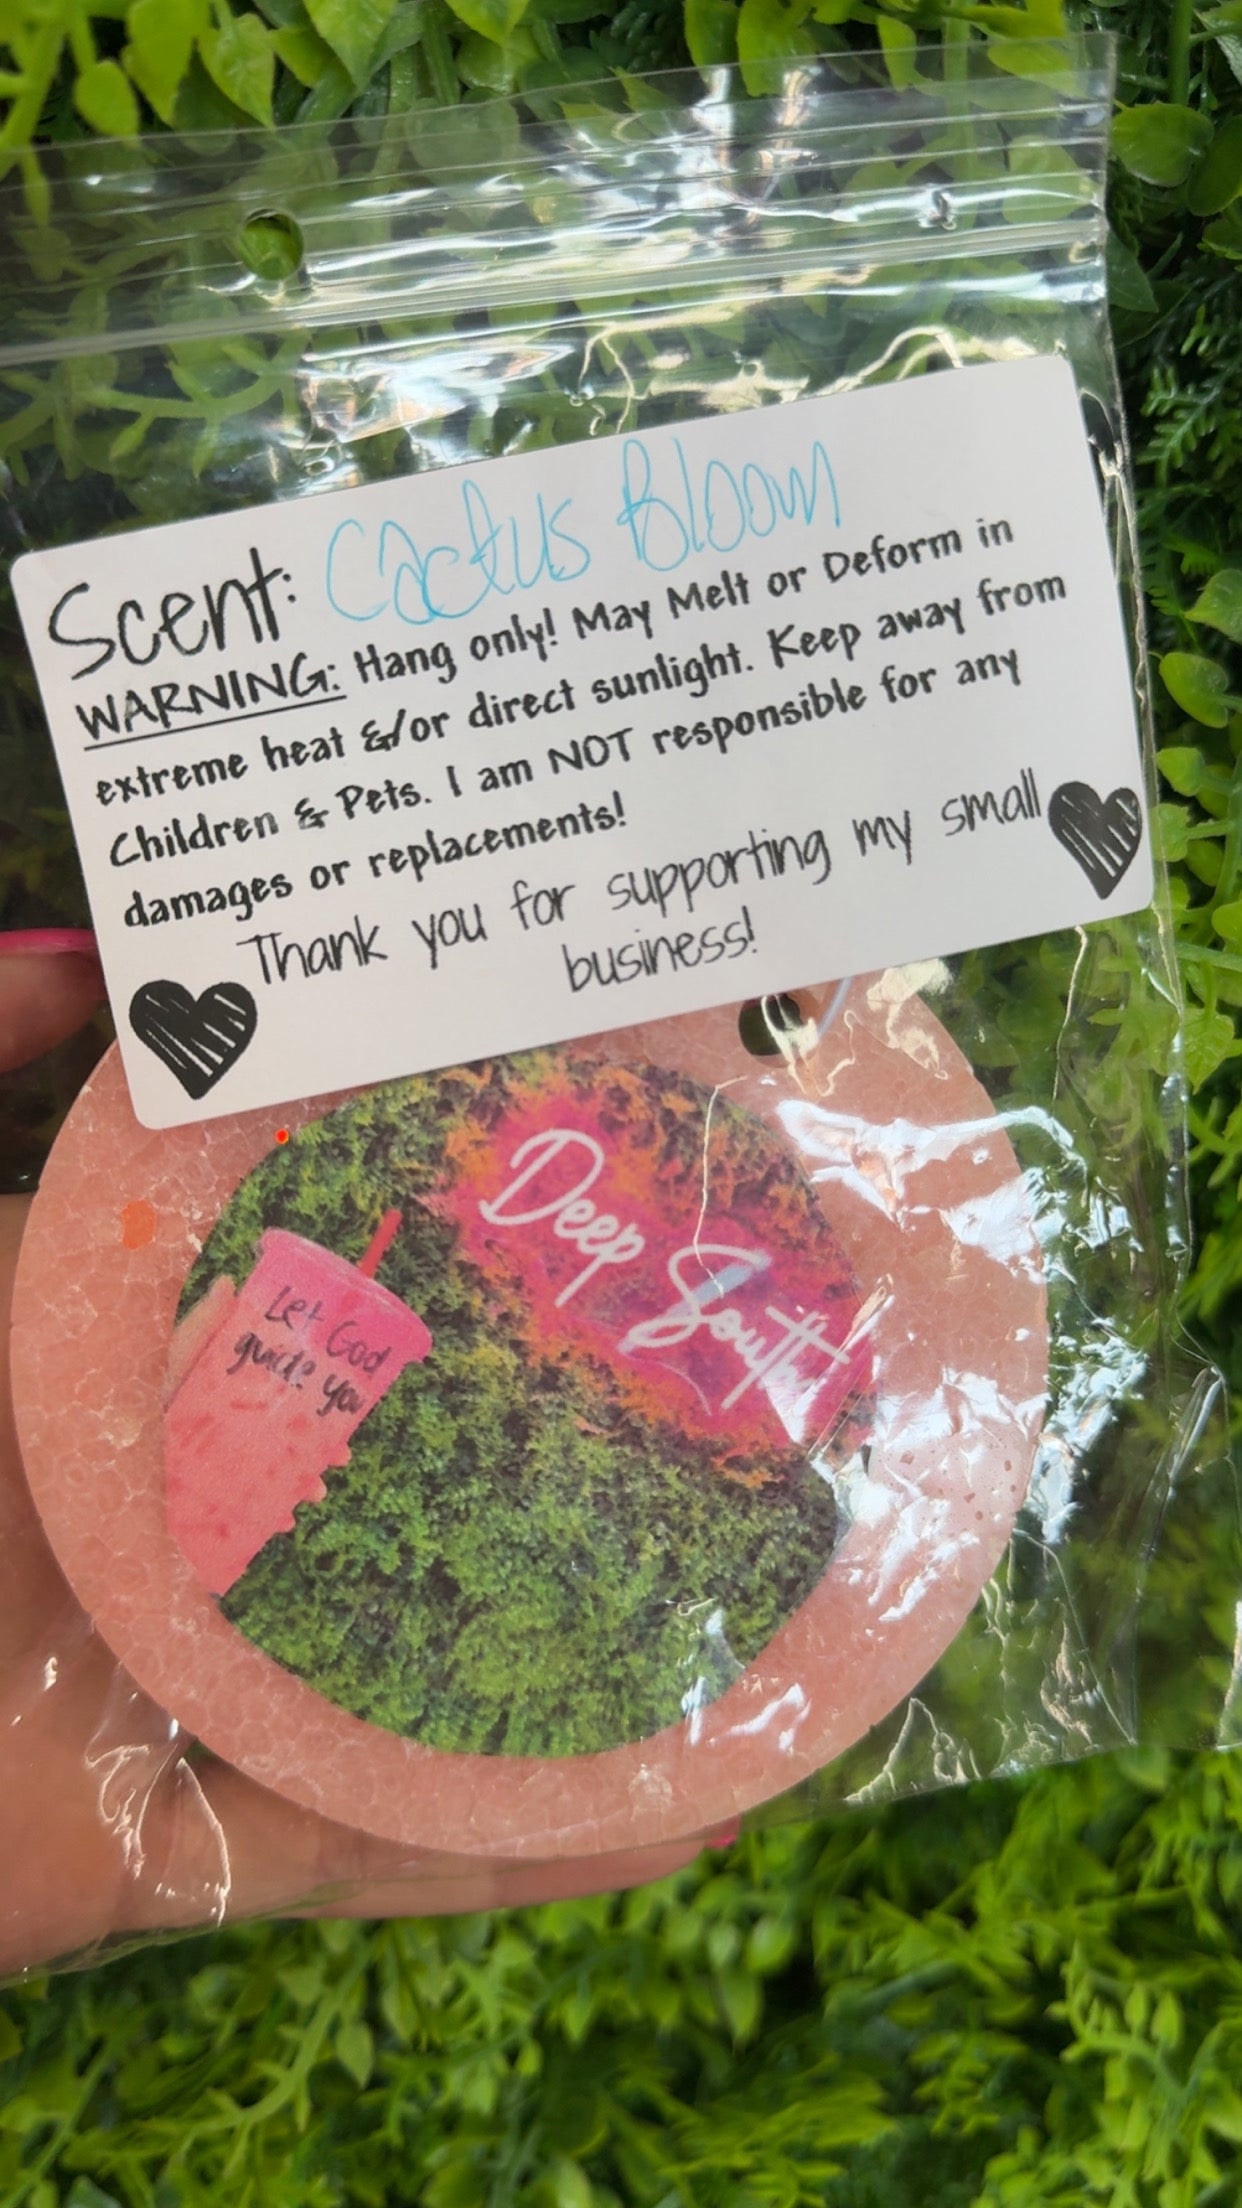 Scent: Cactus Bloom
WARNING: Hang only! May Melt or Deform in
extreme heat &/or direct sunlight. Keep away from
Children & Pets. I am NOT responsible for any
damages or replacements!
Thank you for supporting my small
business!
Deep
South
Let God
guide you